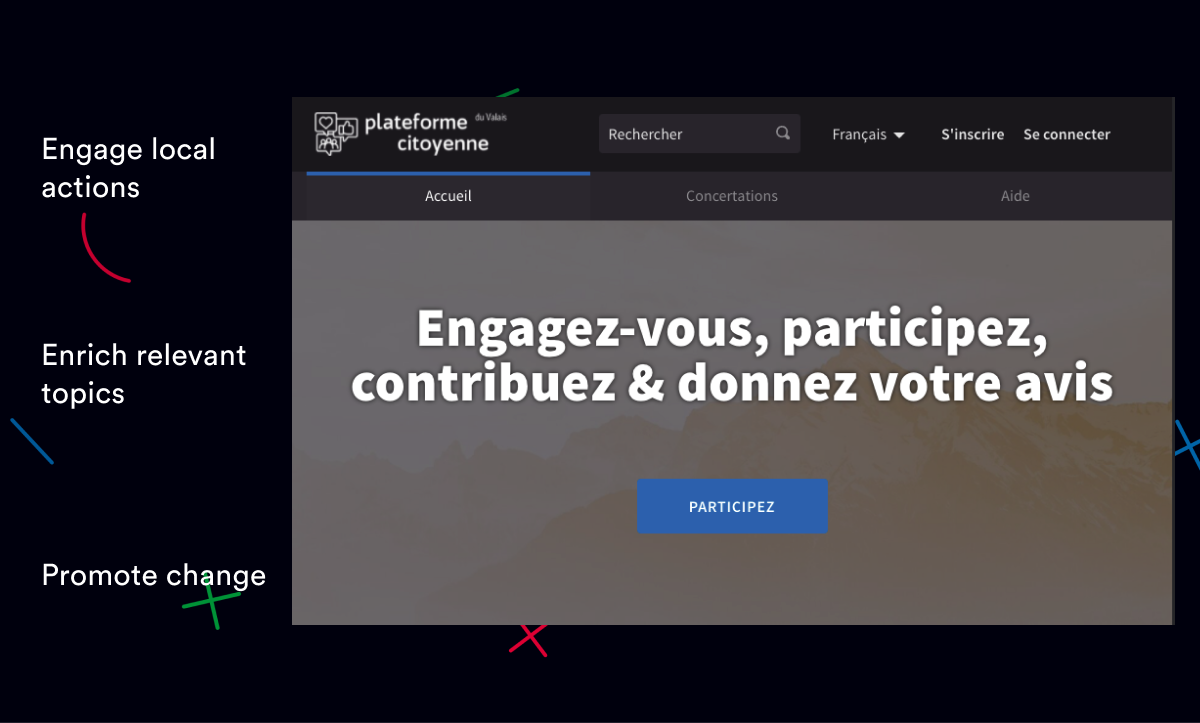 Engage local
actions
Enrich relevant
topics
Promote change
plateforme du Valais
citoyenne
Rechercher
Français
S'inscrire
Se connecter
Accueil
Concertations
Aide
Engagez-vous, participez,
contribuez & donnez votre avis
PARTICIPEZ